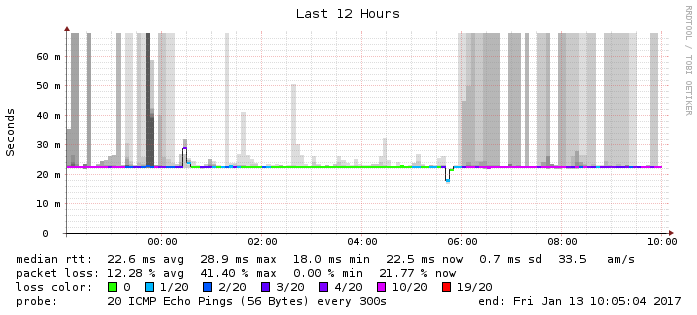 Last 12 Hours
RRDTOOL / TOBI OETIKER
Seconds
60 m
50 m
40 m
30 m
20 m
10 m
0
00:00 02:00 04:00 06:00 08:00 10:00
median rtt: 22.6 ms avg 28.9 ms max 18.0 ms min 22.5 ms now 0.7 ms sd 33.5 am/s
packet loss: 12.28 % avg 41.40 % max 0.00 % min 21.77 % now
loss color: 0 1/20 2/20 3/20 4/20 10/20 19/20
probe: 20 ICMP Echo Pings (56 Bytes) every 300s end: Fri Jan 13 10:05:04 2017